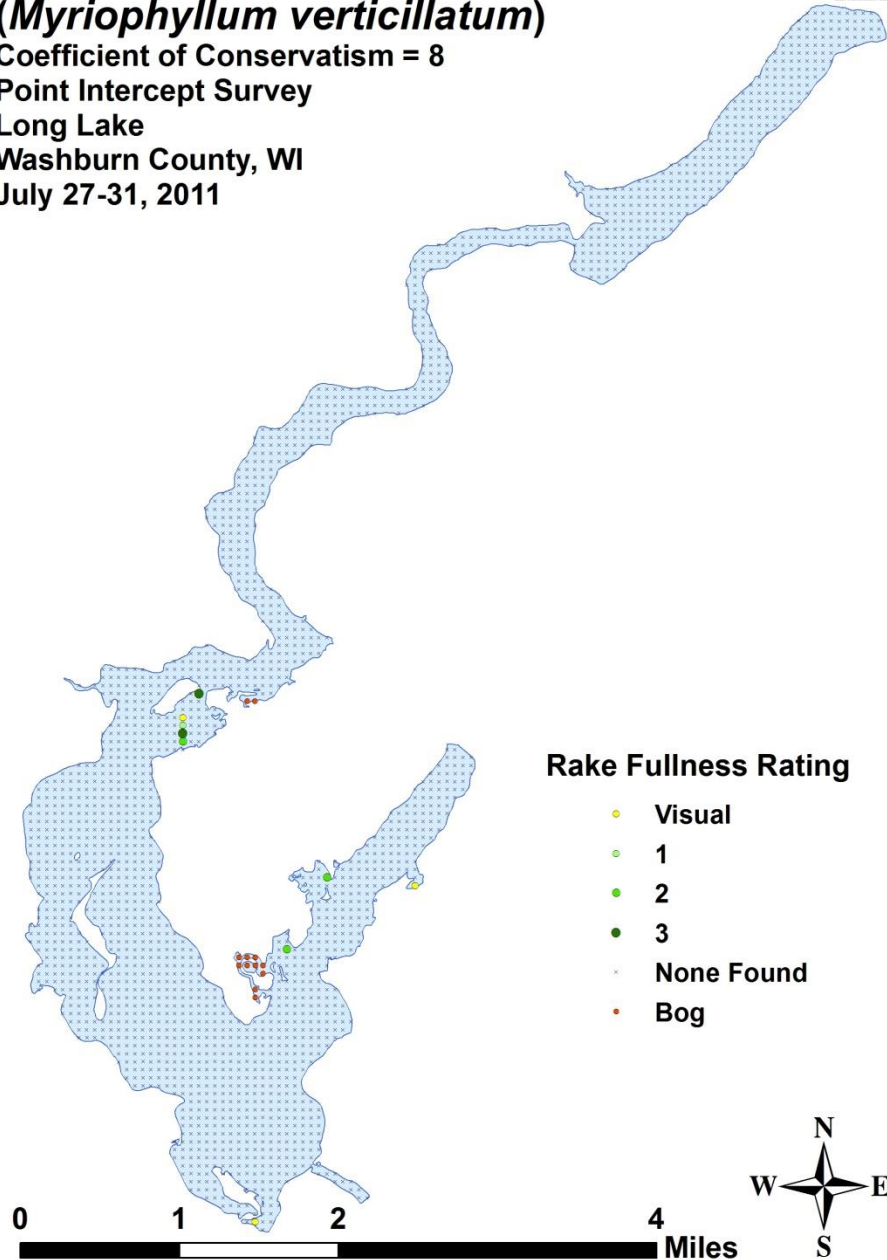 (Myriophyllum verticillatum)
Coefficient of Conservatism = 8
Point Intercept Survey
Long Lake
Washburn County, WI
July 27-31, 2011
Rake Fullness Rating
Visual
1
2
3
None Found
Bog
N
W E
S
0 1 2 4
Miles